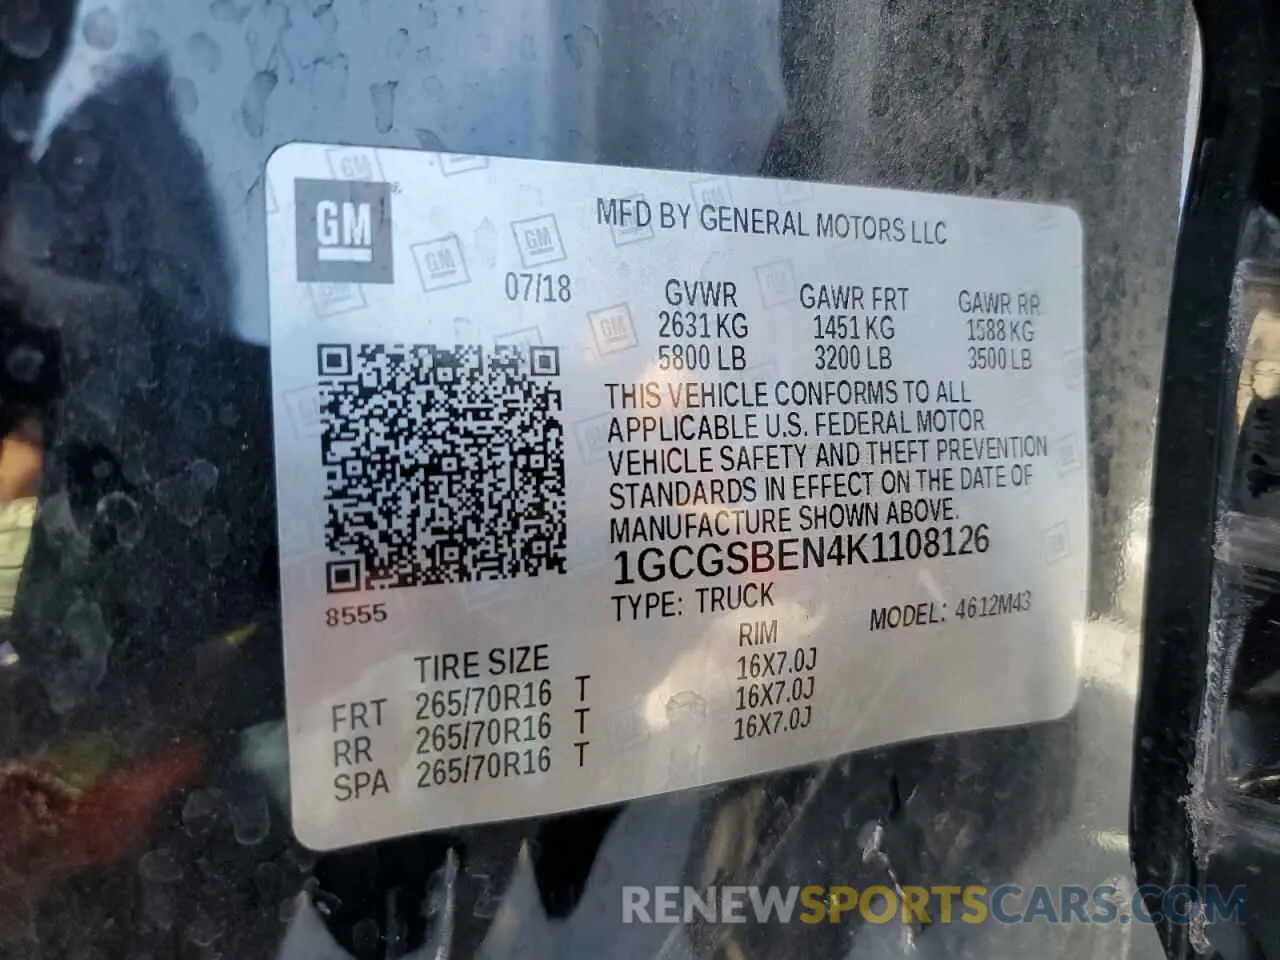 GM
MFD BY GENERAL MOTORS LLC
07/18
GVWR GAWR FRT GAWR RR
2631 KG 1451 KG 1588 KG
5800 LB 3200 LB 3500 LB
THIS VEHICLE CONFORMS TO ALL
APPLICABLE U.S. FEDERAL MOTOR
VEHICLE SAFETY AND THEFT PREVENTION
STANDARDS IN EFFECT ON THE DATE OF
MANUFACTURE SHOWN ABOVE.
1GCGSBEN4K1108126
8555
TYPE: TRUCK MODEL: 4612M43
TIRE SIZE RIM
FRT 265/70R16 T 16X7.0J
RR 265/70R16 T 16X7.0J
SPA 265/70R16 T 16X7.0J
RENEWSPORTSCARS.COM